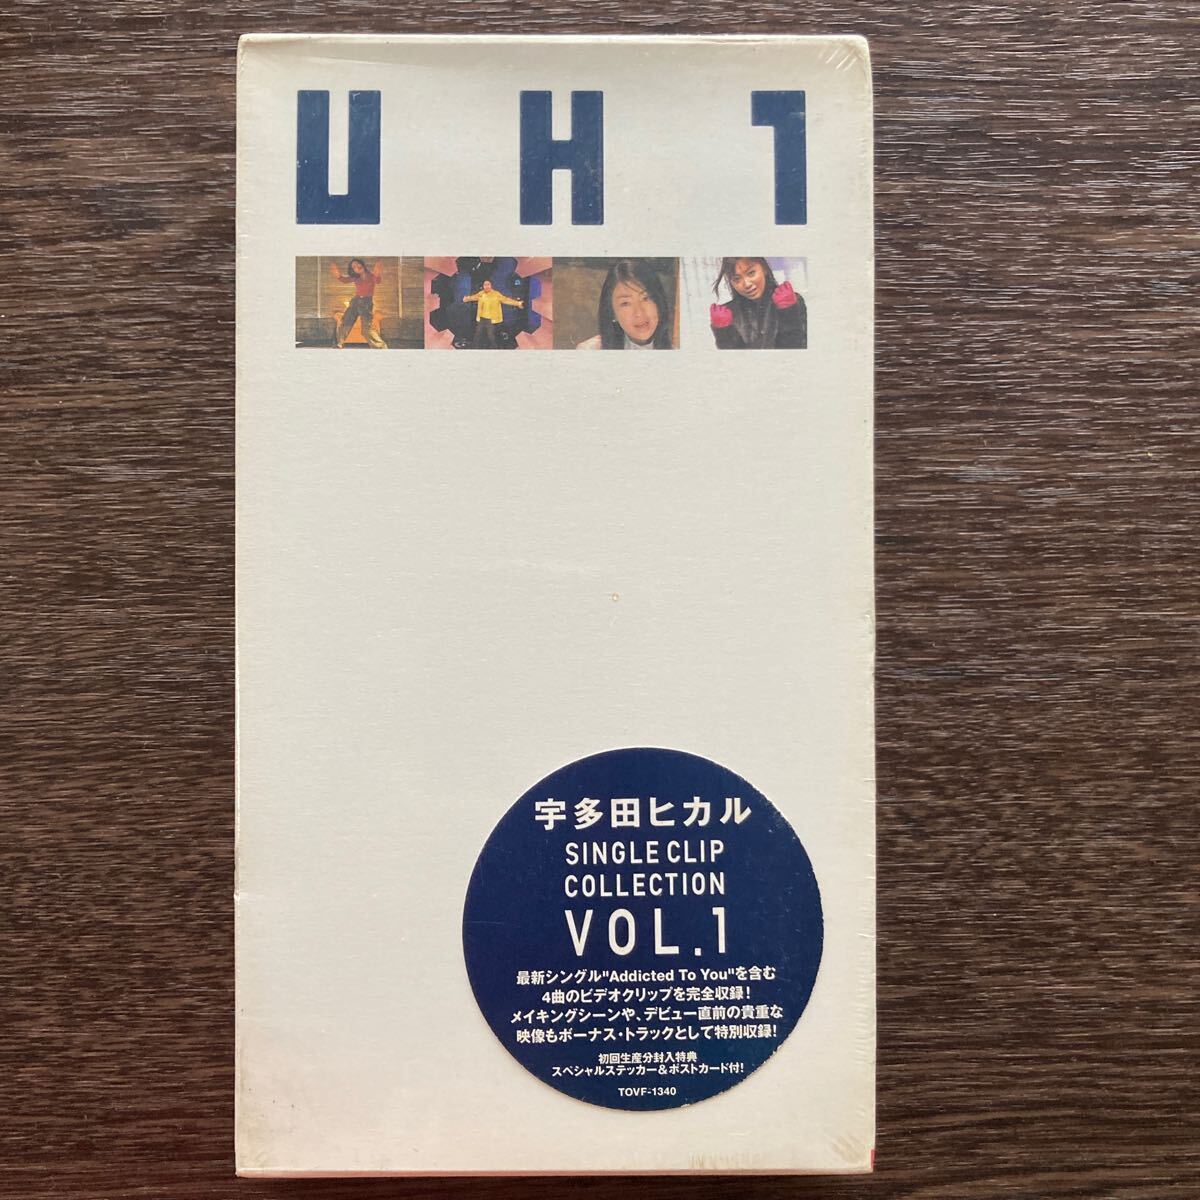 UH1
宇多田ヒカル
SINGLE CLIP
COLLECTION
VOL.1
最新シングル"Addicted To You"を含む
4曲のビデオクリップを完全収録!
メイキングシーンや、デビュー直前の貴重な
映像もボーナス・トラックとして特別収録!
初回生産分封入特典
スペシャルステッカー&ポストカード付!
TOVF-1340